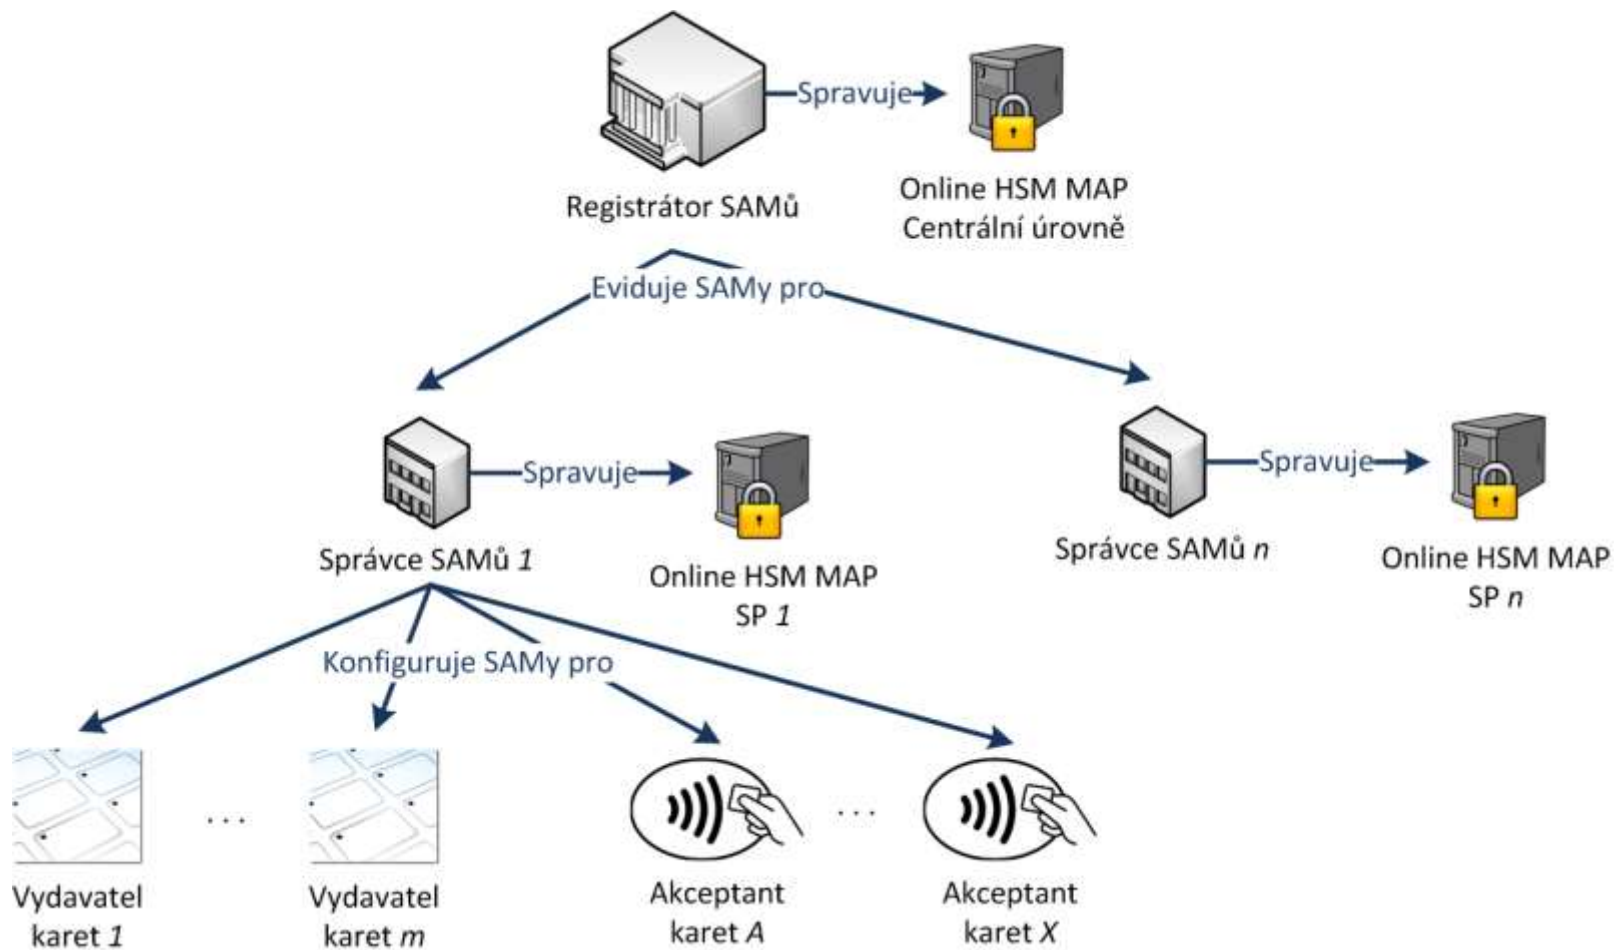 Spravuje
Registrátor SAMů
Online HSM MAP
Centrální úrovně
Eviduje SAMy pro
Spravuje
Spravuje
Správce SAMů 1
Online HSM MAP
SP 1
Správce SAMů n
Online HSM MAP
SP n
Konfiguruje SAMy pro
. . .
. . .
Vydavatel
karet 1
Vydavatel
karet m
Akceptant
karet A
Akceptant
karet X